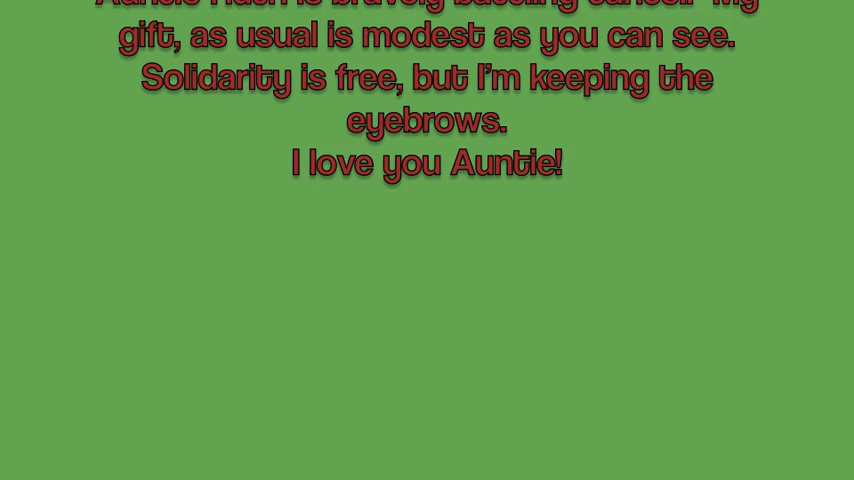 Auntie is bravely battling cancer. My
gift, as usual is modest as you can see.
Solidarity is free, but I’m keeping the
eyebrows.
I love you Auntie!